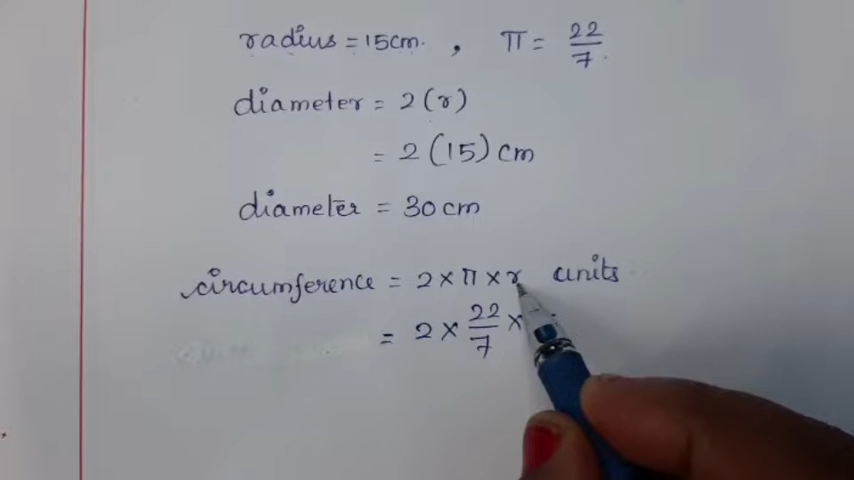 radius = 15cm. , π = 22/7.
diameter = 2(r)
= 2(15) cm
diameter = 30 cm
circumference = 2 × π × r units
= 2 × 22/7 ×